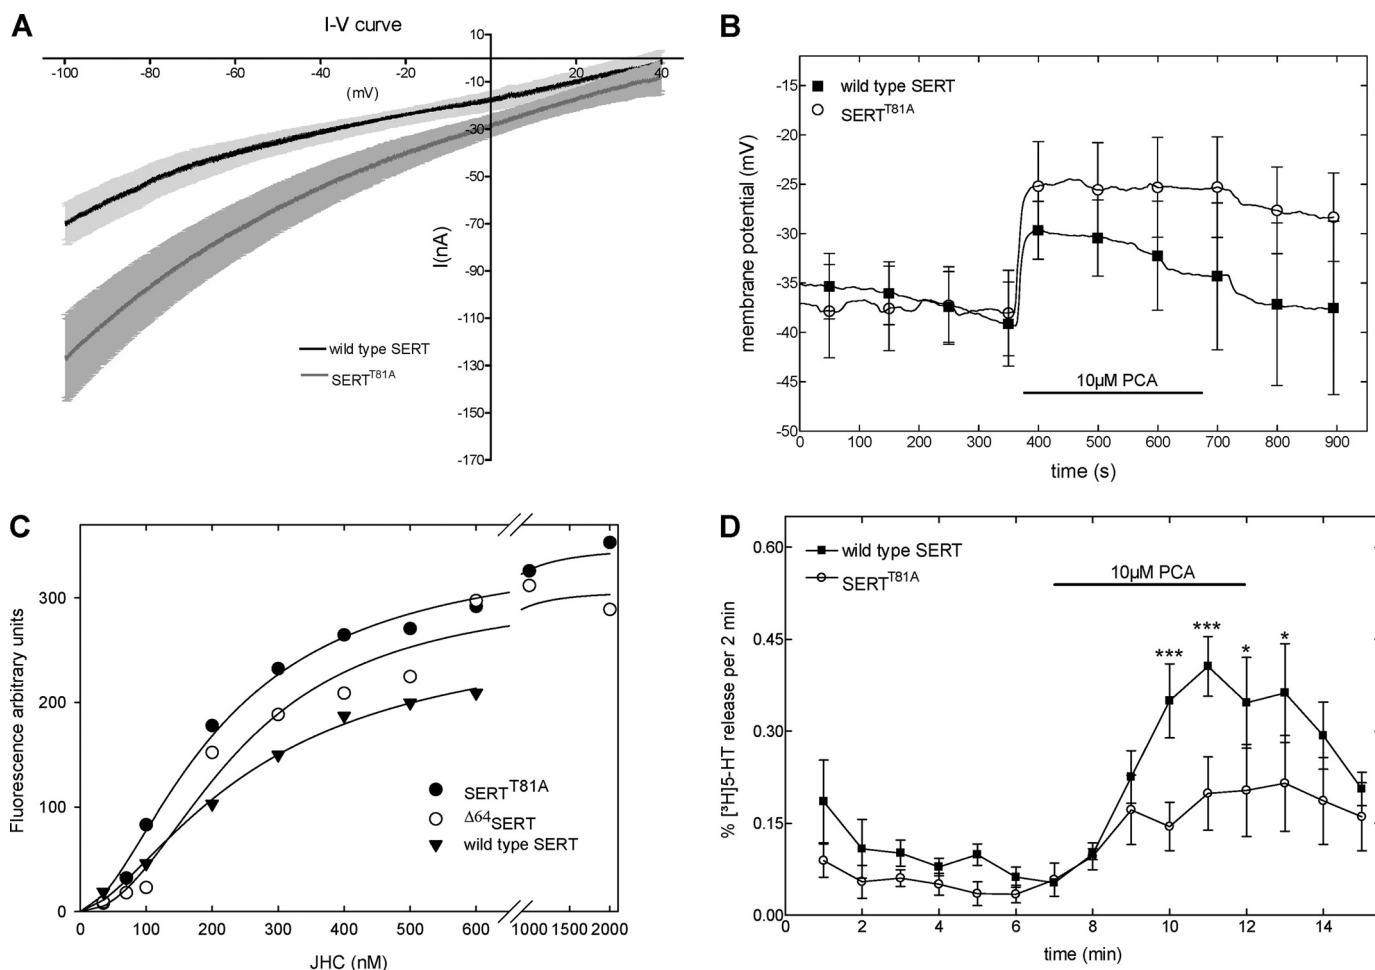 A
I-V curve
10
-100 -80 -60 -40 -20 20 40
(mV)
-10
-30
-50
-70
-90
-110
-130
-150
-170
I(nA)
wild type SERT
SERT^T81A
B
wild type SERT
SERT^T81A
-15
-20
-25
-30
-35
-40
-45
-50
membrane potential (mV)
10µM PCA
0 100 200 300 400 500 600 700 800 900
time (s)
C
300
200
100
0
Fluorescence arbitrary units
SERT^T81A
Δ64SERT
wild type SERT
0 100 200 300 400 500 600 1000 1500 2000
JHC (nM)
D
wild type SERT
SERT^T81A
10µM PCA
*** *** * *
0.60
0.45
0.30
0.15
0.00
% [³H]5-HT release per 2 min
0 2 4 6 8 10 12 14
time (min)